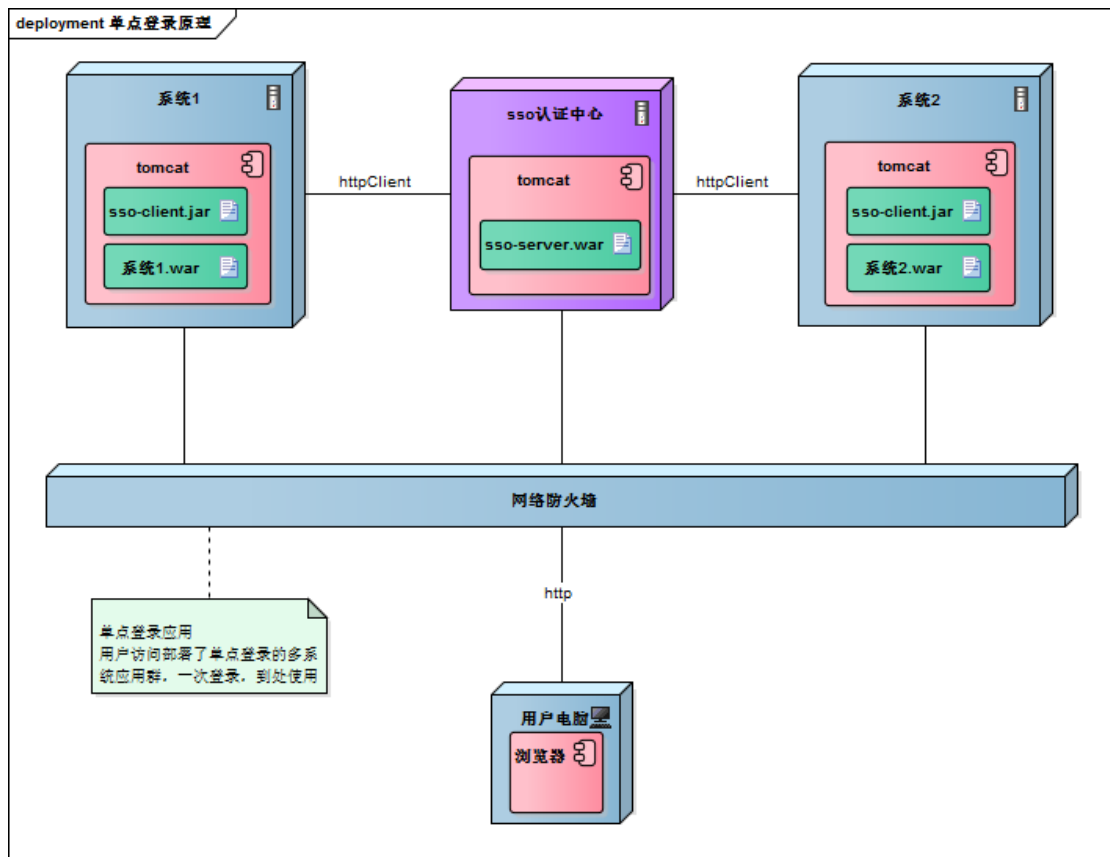 deployment 单点登录原理
系统1
tomcat
sso-client.jar
系统1.war
httpClient
sso认证中心
tomcat
sso-server.war
httpClient
系统2
tomcat
sso-client.jar
系统2.war
网络防火墙
http
单点登录应用
用户访问部署了单点登录的多系
统应用群，一次登录，到处使用
用户电脑
浏览器